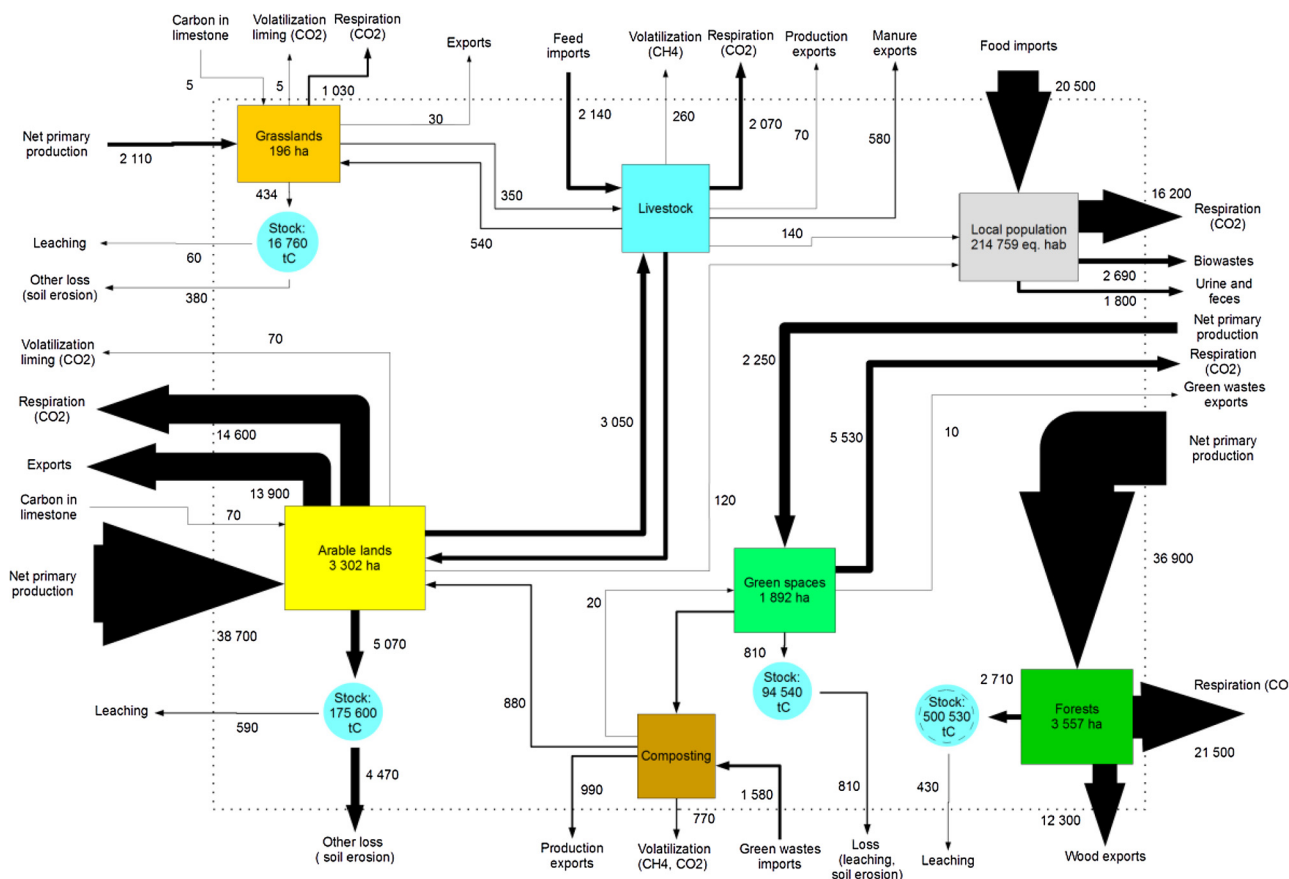 Carbon in
limestone
Volatilization
liming (CO2)
Respiration
(CO2)
Exports
Feed
imports
Volatilization
(CH4)
Respiration
(CO2)
Production
exports
Manure
exports
Food imports
5
5
1 030
30
2 140
260
2 070
70
580
20 500
Net primary
production
2 110
Grasslands
196 ha
434
350
540
Stock:
16 760
tC
Leaching
60
Other loss
(soil erosion)
380
Livestock
140
Local population
214 759 eq. hab
16 200
Respiration
(CO2)
Biowastes
2 690
Urine and
feces
1 800
Net primary
production
2 250
Respiration
(CO2)
Green wastes
exports
5 530
10
Volatilization
liming (CO2)
70
Respiration
(CO2)
14 600
3 050
Exports
13 900
Carbon in
limestone
70
120
Net primary
production
36 900
Arable lands
3 302 ha
Net primary
production
38 700
Green spaces
1 892 ha
20
5 070
810
Stock:
175 600
tC
Leaching
590
880
Stock:
94 540
tC
2 710
Stock:
500 530
tC
Forests
3 557 ha
Respiration (CO
21 500
4 470
Composting
990
770
1 580
810
430
12 300
Other loss
( soil erosion)
Production
exports
Volatilization
(CH4, CO2)
Green wastes
imports
Loss
(leaching,
soil erosion)
Leaching
Wood exports